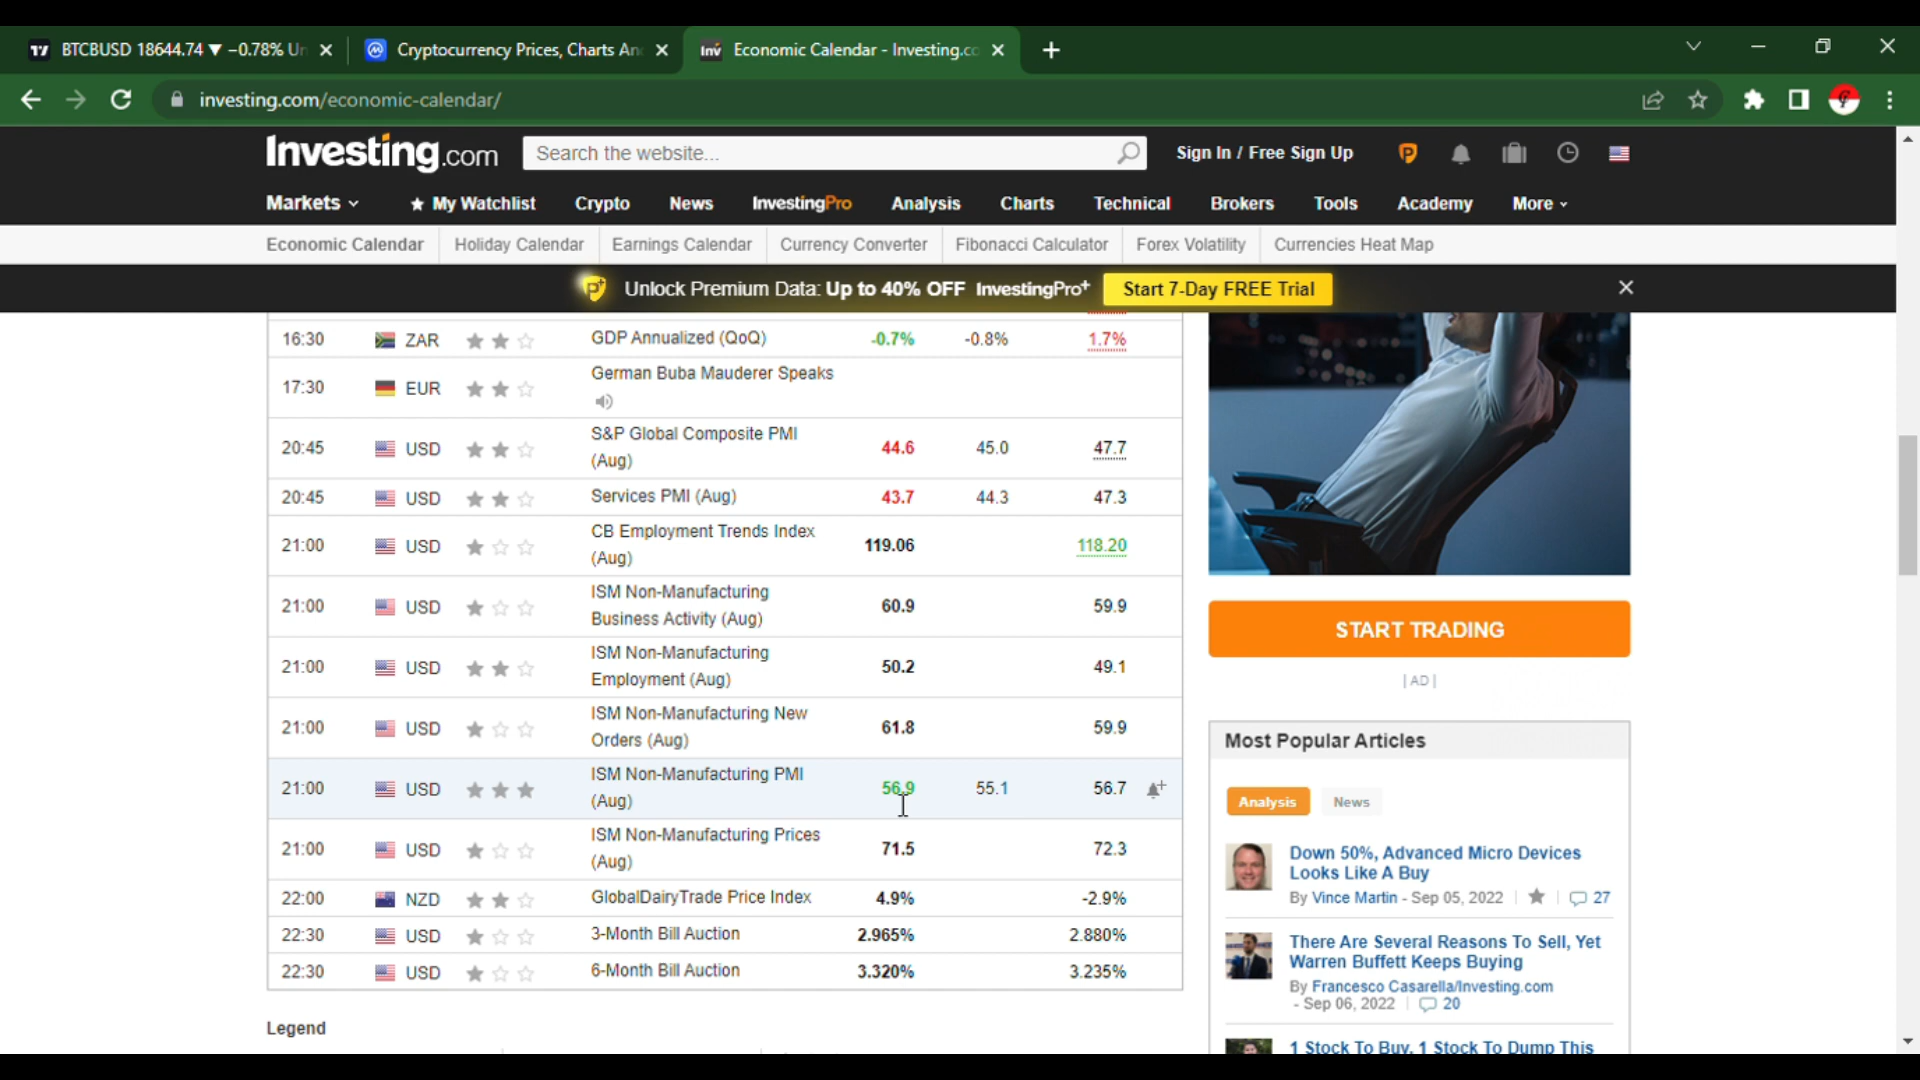 BTCBUSD 18644.74 ▼ −0.78% Un
Cryptocurrency Prices, Charts An
Inv Economic Calendar - Investing.co
investing.com/economic-calendar/
Investing.com
Search the website...
Sign In / Free Sign Up
Markets
My Watchlist
Crypto
News
InvestingPro
Analysis
Charts
Technical
Brokers
Tools
Academy
More
Economic Calendar
Holiday Calendar
Earnings Calendar
Currency Converter
Fibonacci Calculator
Forex Volatility
Currencies Heat Map
Unlock Premium Data: Up to 40% OFF InvestingPro+
Start 7-Day FREE Trial
16:30 ZAR GDP Annualized (QoQ) -0.7% -0.8% 1.7%
17:30 EUR German Buba Mauderer Speaks
20:45 USD S&P Global Composite PMI
(Aug) 44.6 45.0 47.7
20:45 USD Services PMI (Aug) 43.7 44.3 47.3
21:00 USD CB Employment Trends Index
(Aug) 119.06 118.20
21:00 USD ISM Non-Manufacturing
Business Activity (Aug) 60.9 59.9
21:00 USD ISM Non-Manufacturing
Employment (Aug) 50.2 49.1
21:00 USD ISM Non-Manufacturing New
Orders (Aug) 61.8 59.9
21:00 USD ISM Non-Manufacturing PMI
(Aug) 56.9 55.1 56.7
21:00 USD ISM Non-Manufacturing Prices
(Aug) 71.5 72.3
22:00 NZD GlobalDairyTrade Price Index 4.9% -2.9%
22:30 USD 3-Month Bill Auction 2.965% 2.880%
22:30 USD 6-Month Bill Auction 3.320% 3.235%
Legend
START TRADING
| AD |
Most Popular Articles
Analysis
News
Down 50%, Advanced Micro Devices
Looks Like A Buy
By Vince Martin - Sep 05, 2022 | 27
There Are Several Reasons To Sell, Yet
Warren Buffett Keeps Buying
By Francesco Casarella/Investing.com
- Sep 06, 2022 | 20
1 Stock To Buy, 1 Stock To Dump This